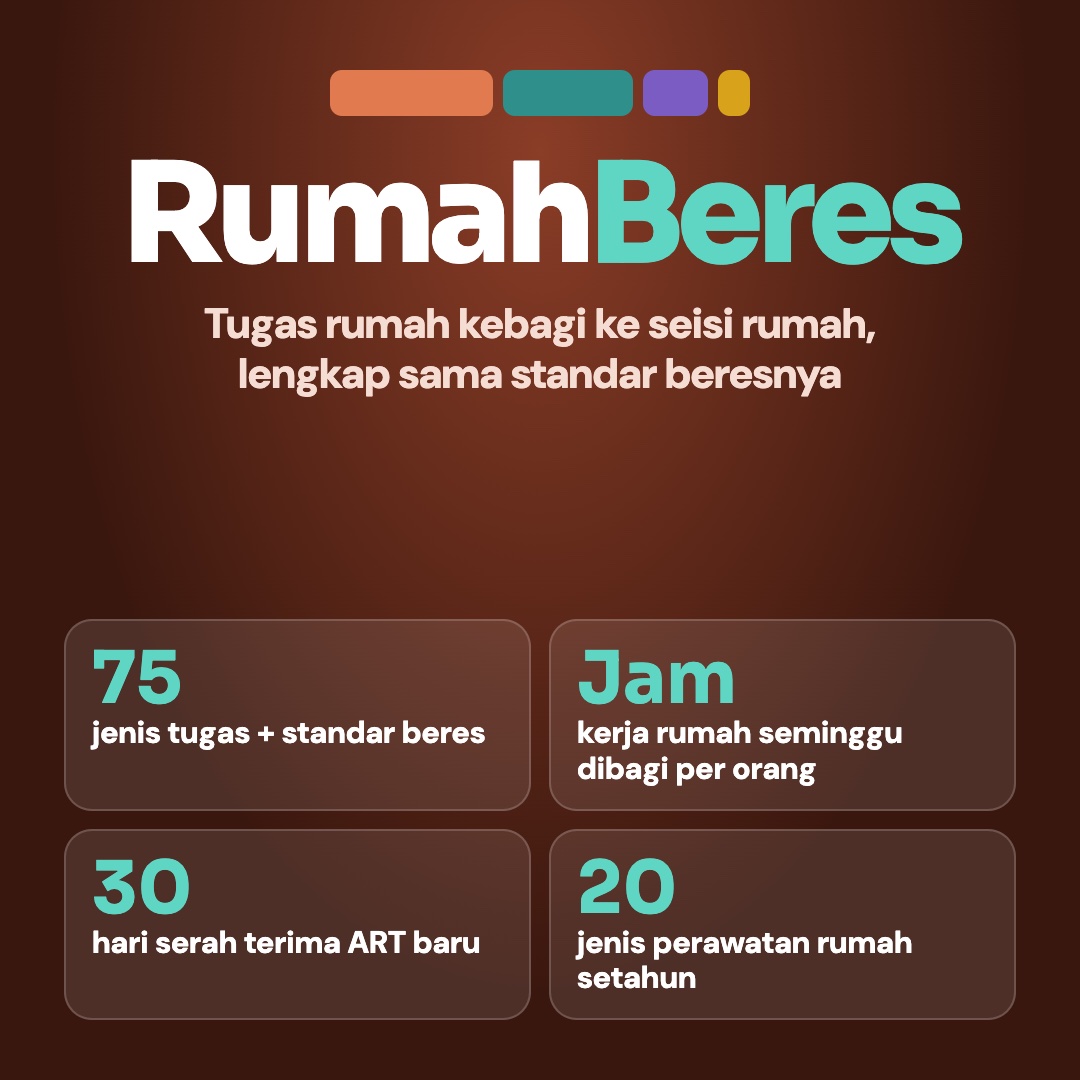 RumahBeres
Tugas rumah kebagi ke seisi rumah,
lengkap sama standar beresnya
75
jenis tugas + standar beres
Jam
kerja rumah seminggu
dibagi per orang
30
hari serah terima ART baru
20
jenis perawatan rumah
setahun